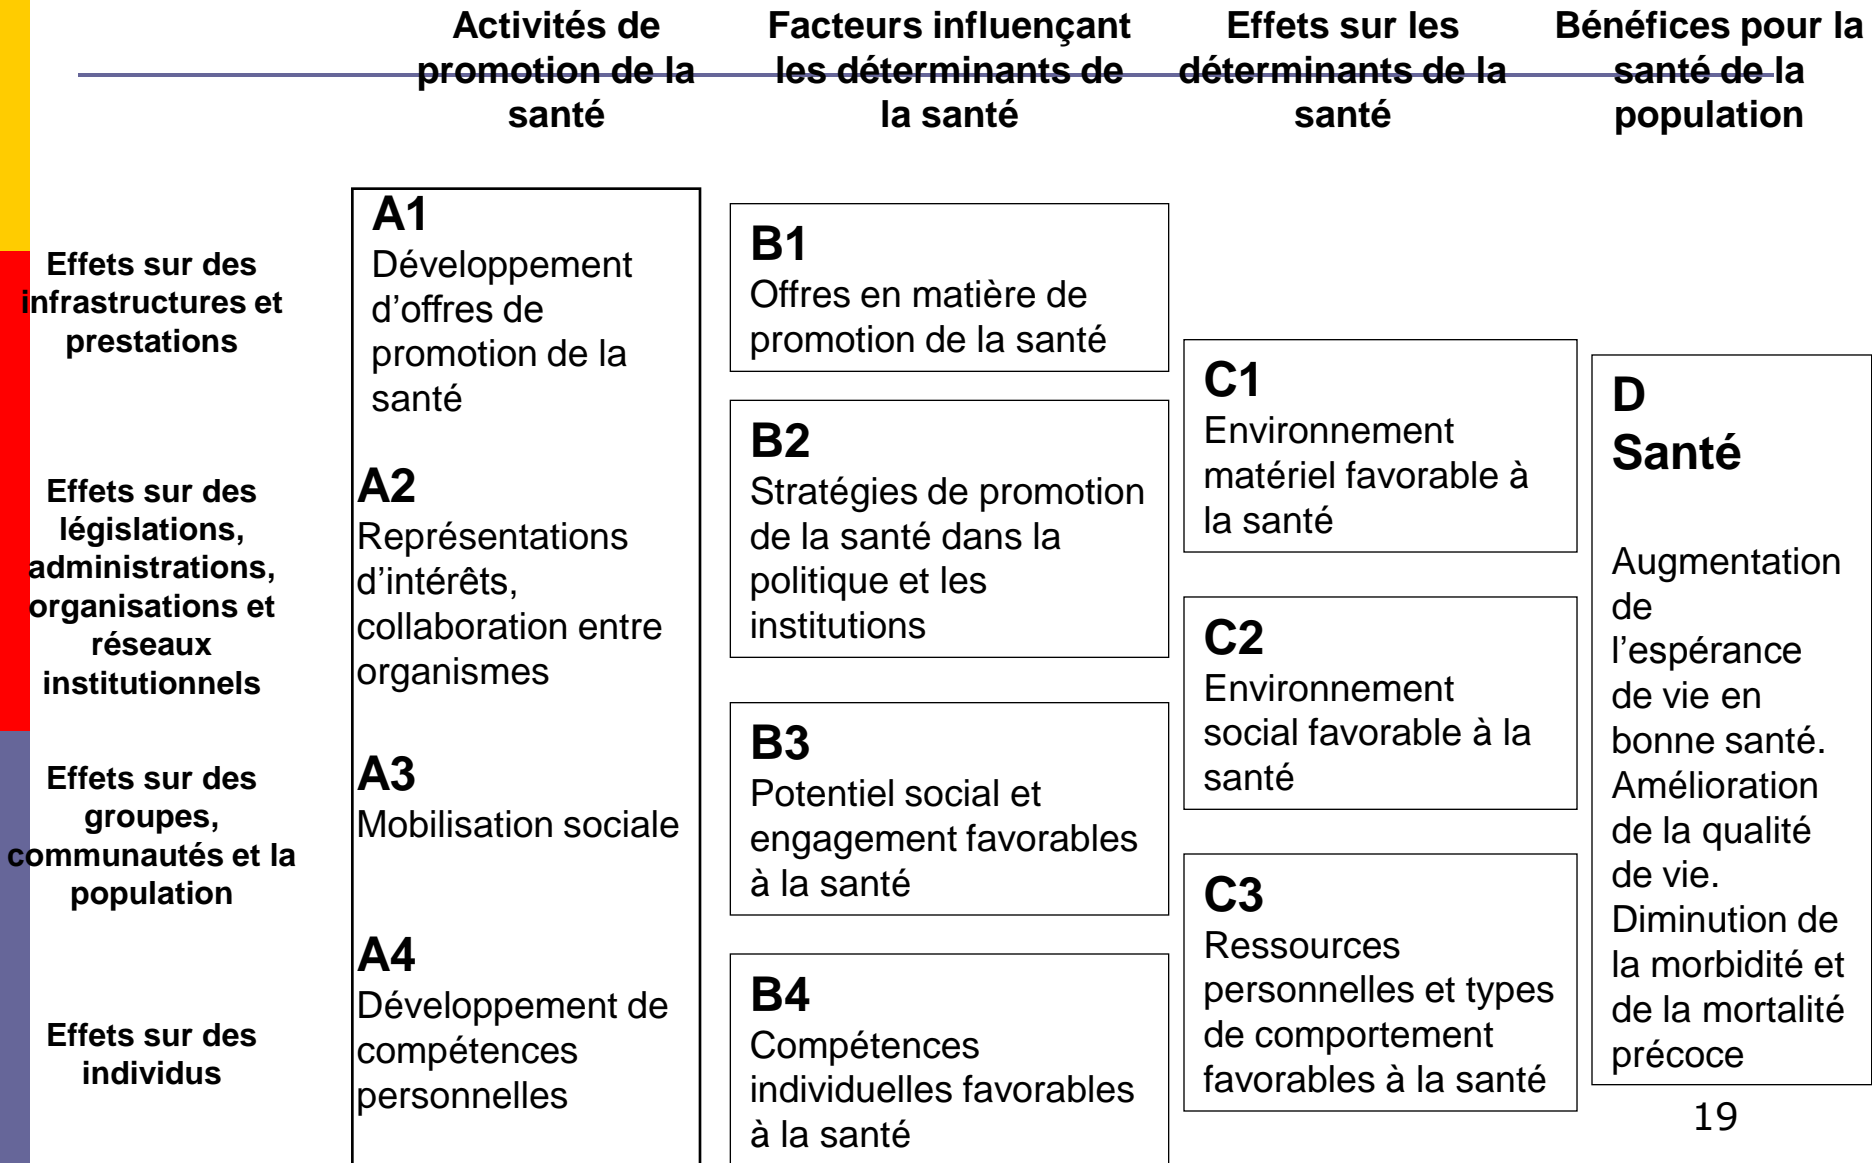 Activités de
promotion de la
santé
Facteurs influençant
les déterminants de
la santé
Effets sur les
déterminants de la
santé
Bénéfices pour la
santé de la
population
Effets sur des
infrastructures et
prestations
Effets sur des
législations,
administrations,
organisations et
réseaux
institutionnels
Effets sur des
groupes,
communautés et la
population
Effets sur des
individus
A1
Développement
d’offres de
promotion de la
santé
A2
Représentations
d’intérêts,
collaboration entre
organismes
A3
Mobilisation sociale
A4
Développement de
compétences
personnelles
B1
Offres en matière de
promotion de la santé
B2
Stratégies de promotion
de la santé dans la
politique et les
institutions
B3
Potentiel social et
engagement favorables
à la santé
B4
Compétences
individuelles favorables
à la santé
C1
Environnement
matériel favorable à
la santé
C2
Environnement
social favorable à la
santé
C3
Ressources
personnelles et types
de comportement
favorables à la santé
D
Santé
Augmentation
de
l’espérance
de vie en
bonne santé.
Amélioration
de la qualité
de vie.
Diminution de
la morbidité et
de la mortalité
précoce
19